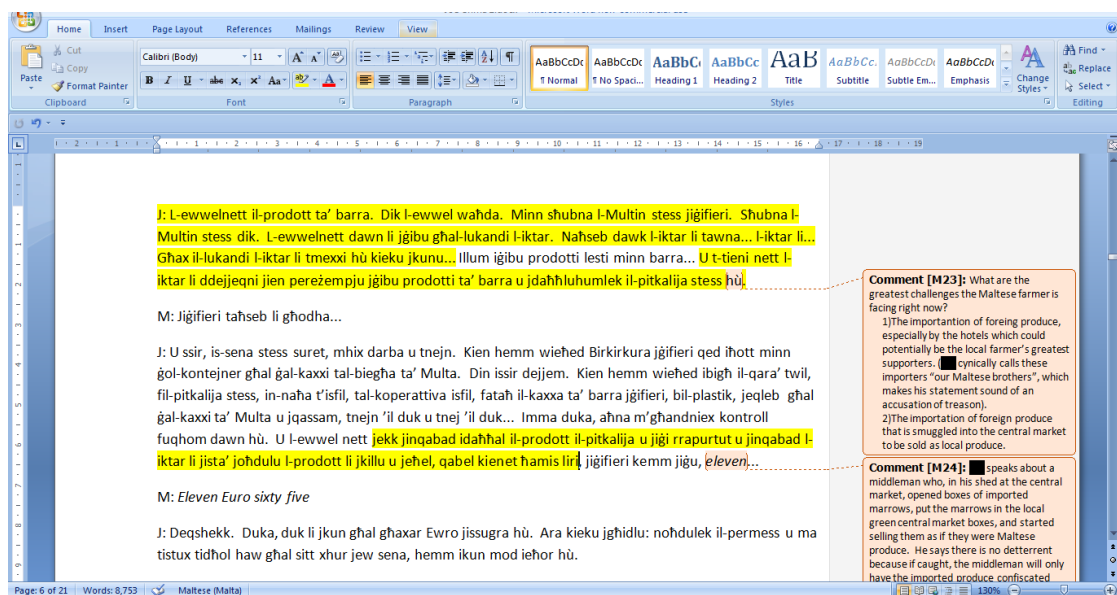 Home Insert Page Layout References Mailings Review View
Cut
Copy
Format Painter
Paste
Calibri (Body) 11
AaBbCcDc AaBbCcDc AaBbC AaBbCc AaB AaBbCc. AaBbCcDi AaBbCcDi
¶ Normal ¶ No Spaci... Heading 1 Heading 2 Title Subtitle Subtle Em... Emphasis
Change Styles
Find
Replace
Select
Clipboard Font Paragraph Styles Editing
J: L-ewwelnett il-prodott ta’ barra. Dik l-ewwel waħda. Minn sħubna l-Multin stess jiġifieri. Sħubna l-
Multin stess dik. L-ewwelnett dawn li jġibu għal-lukandi l-iktar. Naħseb dawk l-iktar li tawna... l-iktar li...
Għax il-lukandi l-iktar li tmexxi hù kieku jkunu... Illum iġibu prodotti lesti minn barra... U t-tieni nett l-
iktar li ddejjeqni jien pereżempju jġibu prodotti ta’ barra u jdaħħluhumlek il-pitkalija stess hù.
M: Jiġifieri taħseb li għodha...
J: U ssir, is-sena stess suret, mhix darba u tnejn. Kien hemm wieħed Birkirkura jiġifieri qed iħott minn
ġol-kontejner għal ġal-kaxxi tal-biegħa ta’ Multa. Din issir dejjem. Kien hemm wieħed ibigħ il-qara’ twil,
fil-pitkalija stess, in-naħa t’isfil, tal-koperattiva isfil, fataħ il-kaxxa ta’ barra jiġifieri, bil-plastik, jeqleb għal
ġal-kaxxi ta’ Multa u jqassam, tnejn ’il duk u tnej ’il duk... Imma duka, aħna m’għandniex kontroll
fuqhom dawn hù. U l-ewwel nett jekk jinqabad idaħħal il-prodott il-pitkalija u jiġi rrapurtut u jinqabad l-
iktar li jista’ joħdulu l-prodott li jkillu u jeħel, qabel kienet ħamis liri, jiġifieri kemm jiġu, eleven...
M: Eleven Euro sixty five
J: Deqshekk. Duka, duk li jkun għal għaxar Ewro jissugra hù. Ara kieku jgħidlu: noħdulek il-permess u ma
tistux tidħol haw għal sitt xhur jew sena, hemm ikun mod ieħor hù.
Comment [M23]: What are the
greatest challenges the Maltese farmer is
facing right now?
1)The importantion of foreing produce,
especially by the hotels which could
potentially be the local farmer’s greatest
supporters. ( cynically calls these
importers “our Maltese brothers”, which
makes his statement sound of an
accusation of treason).
2)The importation of foreign produce
that is smuggled into the central market
to be sold as local produce.
Comment [M24]: speaks about a
middleman who, in his shed at the central
market, opened boxes of imported
marrows, put the marrows in the local
green central market boxes, and started
selling them as if they were Maltese
produce. He says there is no deterrent
because if caught, the middleman will only
have the imported produce confiscated
Page: 6 of 21 Words: 8,753 Maltese (Malta) 130%